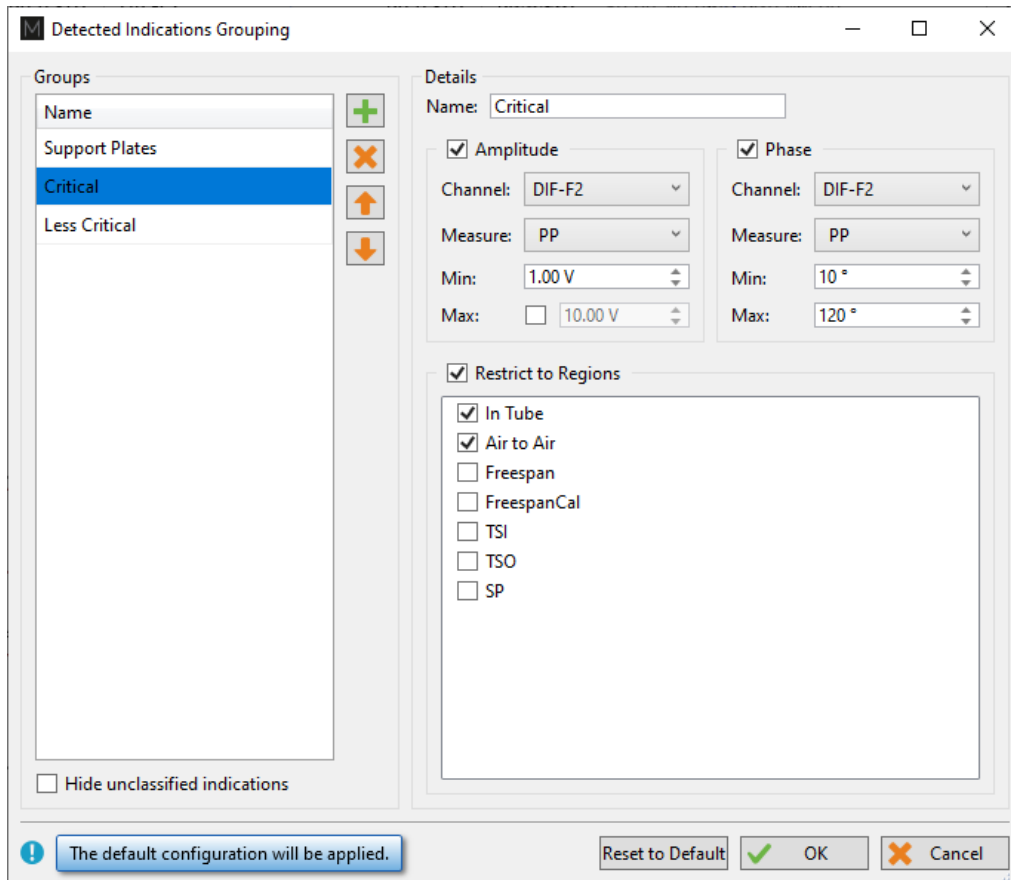 M Detected Indications Grouping
Groups
Name
Support Plates
Critical
Less Critical
Hide unclassified indications
Details
Name: Critical
Amplitude
Channel: DIF-F2
Measure: PP
Min: 1.00 V
Max: 10.00 V
Phase
Channel: DIF-F2
Measure: PP
Min: 10 °
Max: 120 °
Restrict to Regions
In Tube
Air to Air
Freespan
FreespanCal
TSI
TSO
SP
The default configuration will be applied.
Reset to Default
OK
Cancel